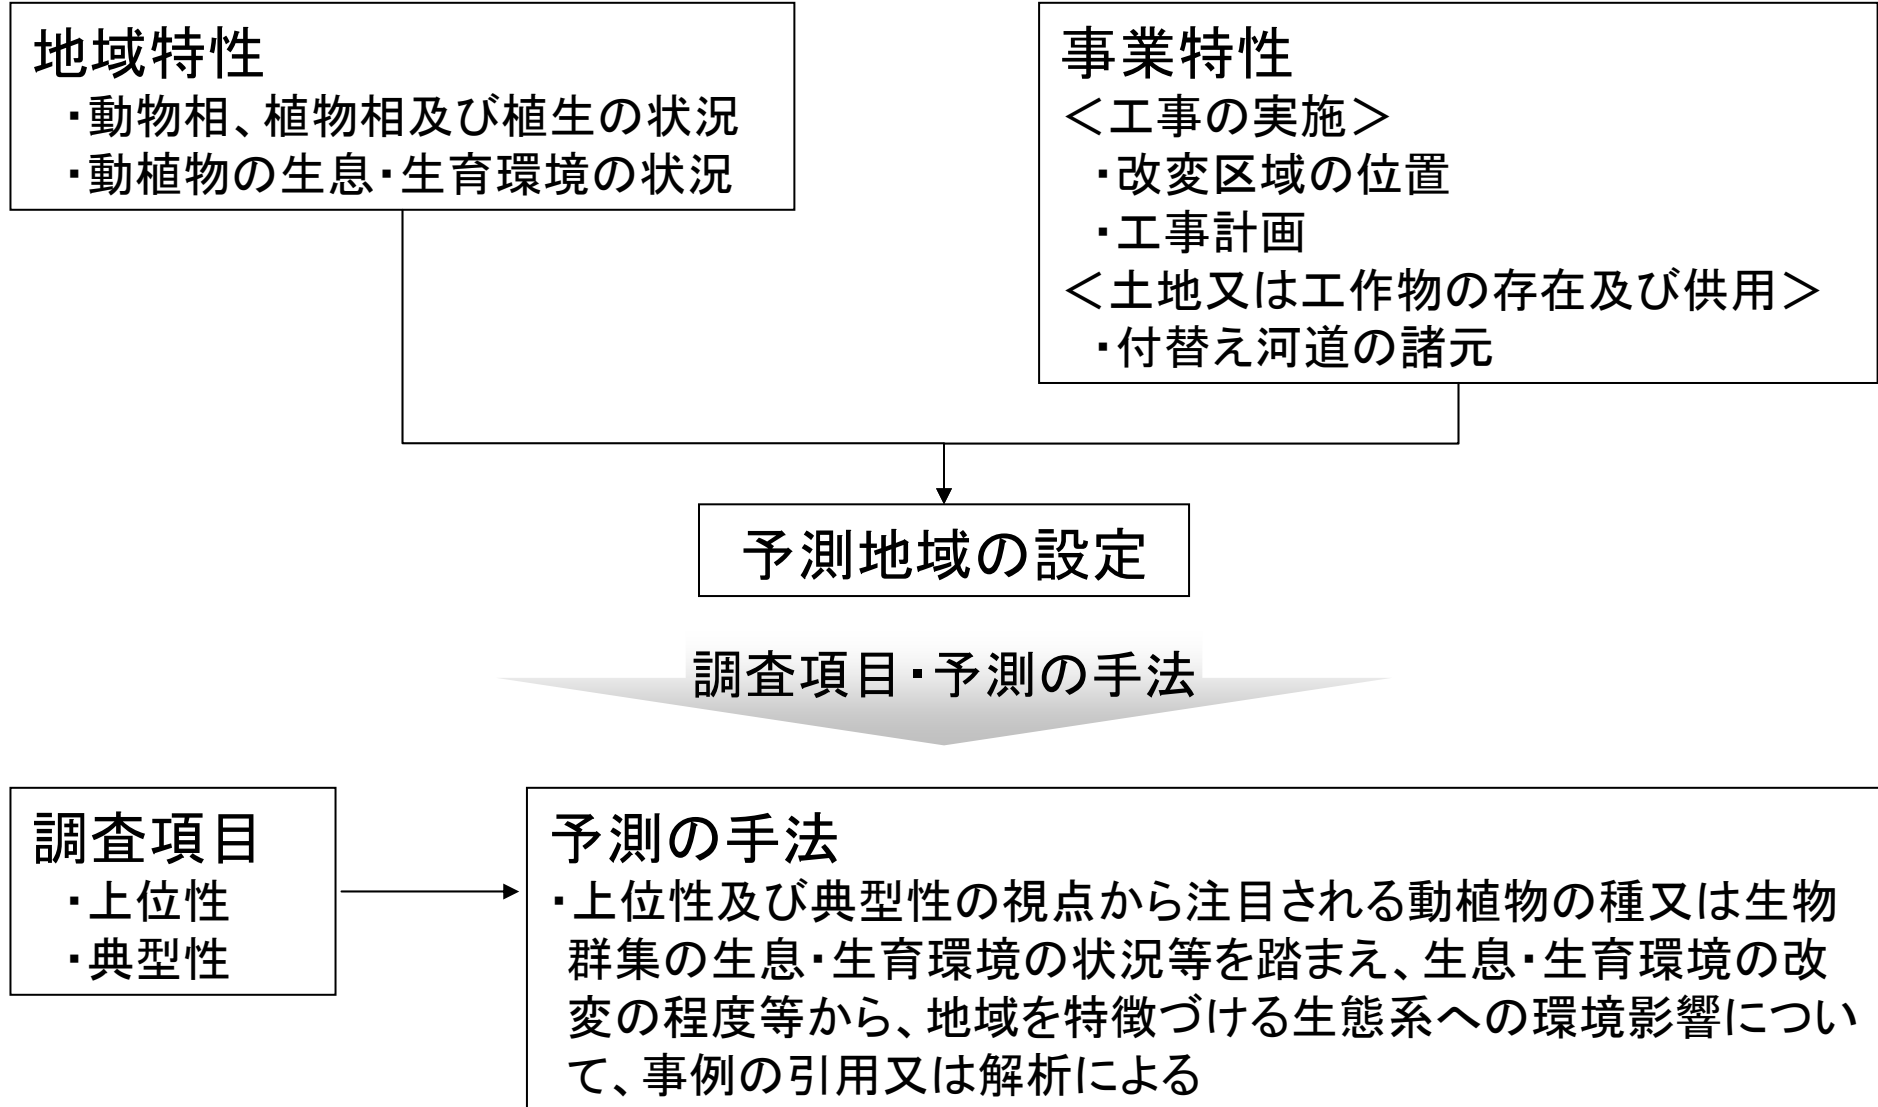 地域特性
・動物相、植物相及び植生の状況
・動植物の生息・生育環境の状況
事業特性
＜工事の実施＞
・改変区域の位置
・工事計画
＜土地又は工作物の存在及び供用＞
・付替え河道の諸元
予測地域の設定
調査項目・予測の手法
調査項目
・上位性
・典型性
予測の手法
・上位性及び典型性の視点から注目される動植物の種又は生物
群集の生息・生育環境の状況等を踏まえ、生息・生育環境の改
変の程度等から、地域を特徴づける生態系への環境影響につい
て、事例の引用又は解析による